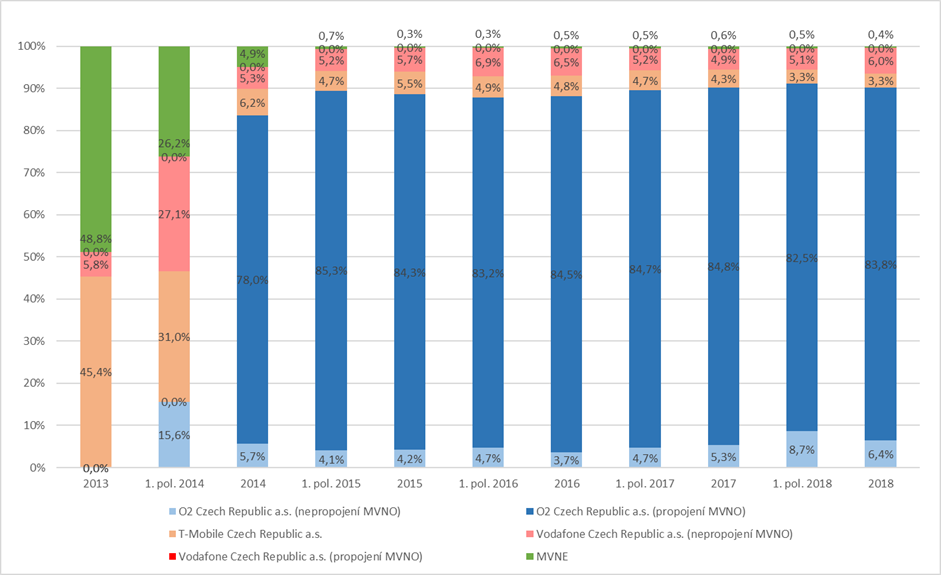 0,7% 0,3% 0,3% 0,5% 0,5% 0,6% 0,5% 0,4%
100%
4,9% 0,0% 0,0% 0,0% 0,0% 0,0% 0,0% 0,0% 0,0%
0,0% 5,2% 5,7% 6,9% 6,5% 5,2% 4,9% 5,1% 6,0%
5,3% 4,7% 5,5% 4,9% 4,8% 4,7% 4,3% 3,3% 3,3%
90%
6,2%
80%
26,2%
0,0%
70%
27,1%
60%
48,8%
0,0%
50%
5,8%
78,0% 85,3% 84,3% 83,2% 84,5% 84,7% 84,8% 82,5% 83,8%
40%
31,0%
30%
45,4%
20%
0,0%
10%
15,6%
5,7% 4,1% 4,2% 4,7% 3,7% 4,7% 5,3% 8,7% 6,4%
0% 0,0%
2013 1. pol. 2014 2014 1. pol. 2015 2015 1. pol. 2016 2016 1. pol. 2017 2017 1. pol. 2018 2018
O2 Czech Republic a.s. (nepropojení MVNO) O2 Czech Republic a.s. (propojení MVNO)
T-Mobile Czech Republic a.s. Vodafone Czech Republic a.s. (nepropojení MVNO)
Vodafone Czech Republic a.s. (propojení MVNO) MVNE